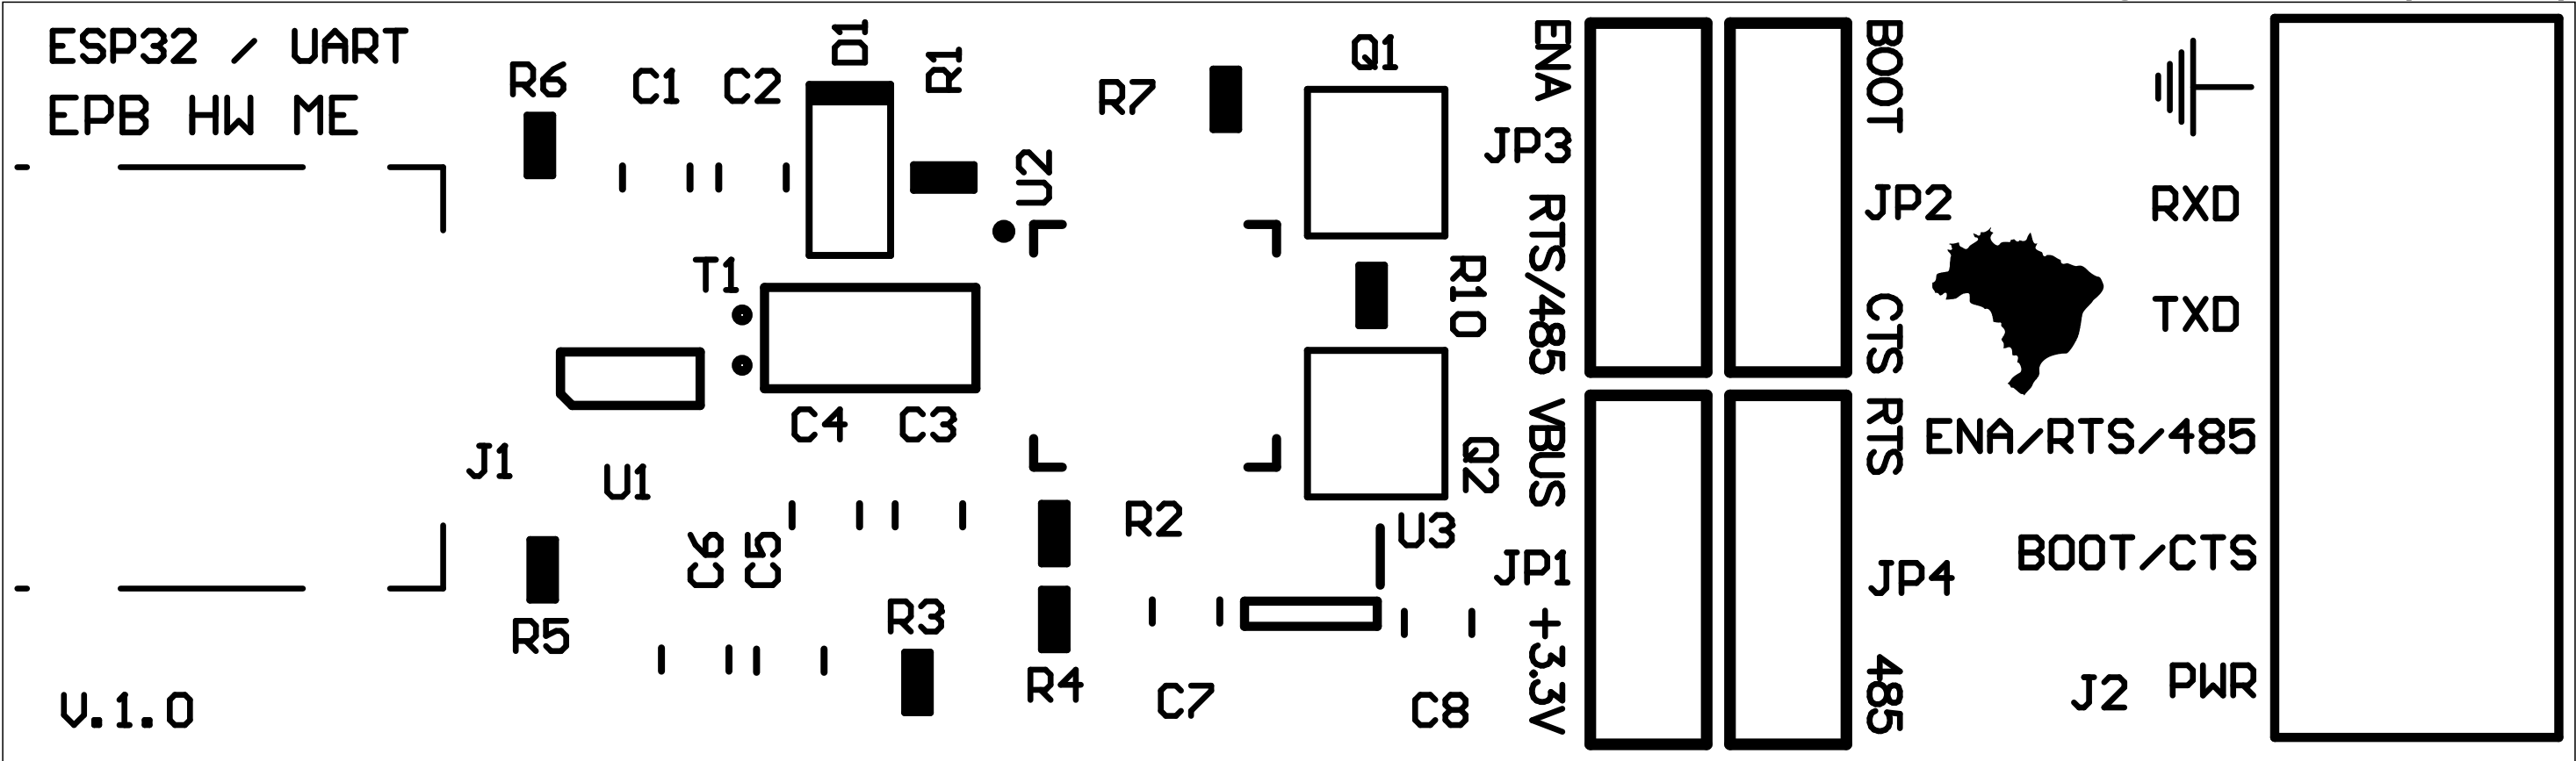 ESP32 / UART
EPB HW ME
R6
C1
C2
D1
R1
U2
R7
Q1
ENA
JP3
BOOT
RTS/485
JP2
RXD
T1
R10
TXD
CTS
C4
C3
J1
U1
Q2
VBUS
RTS
ENA/RTS/485
C6
C5
R2
U3
JP1
JP4
BOOT/CTS
R5
R3
R4
C7
C8
+3.3V
485
J2
PWR
V.1.0